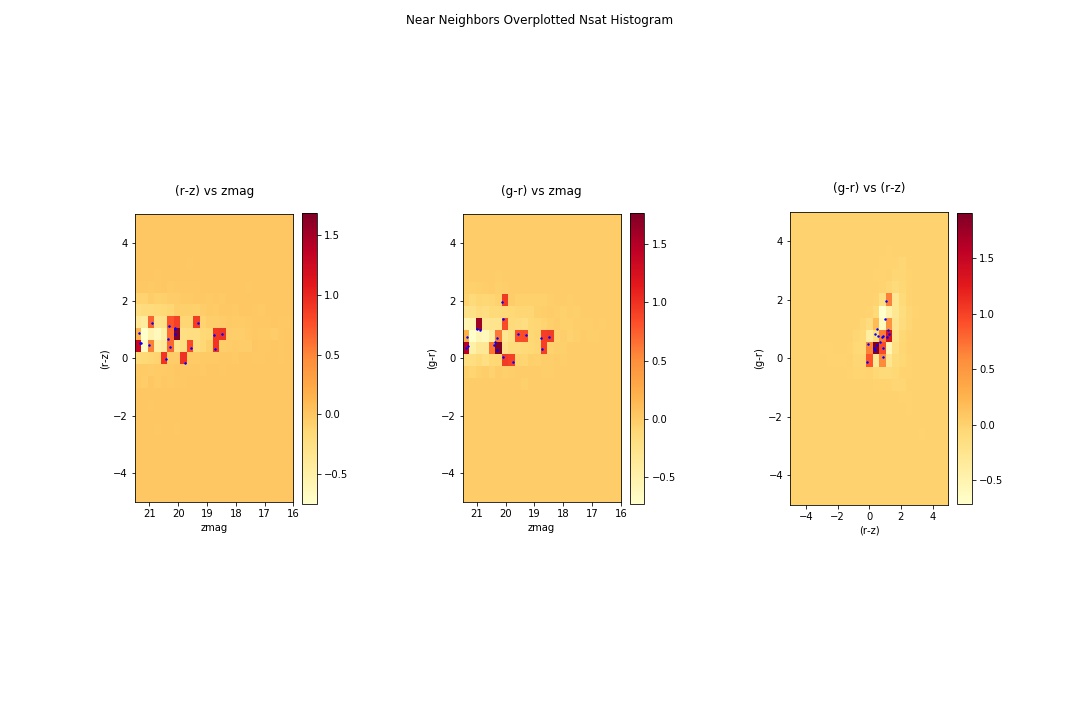 Near Neighbors Overplotted Nsat Histogram
(r-z) vs zmag
4
2
0
−2
−4
(r-z)
21 20 19 18 17 16
zmag
1.5
1.0
0.5
0.0
−0.5
(g-r) vs zmag
4
2
0
−2
−4
(g-r)
21 20 19 18 17 16
zmag
1.5
1.0
0.5
0.0
−0.5
(g-r) vs (r-z)
4
2
0
−2
−4
(g-r)
−4 −2 0 2 4
(r-z)
1.5
1.0
0.5
0.0
−0.5